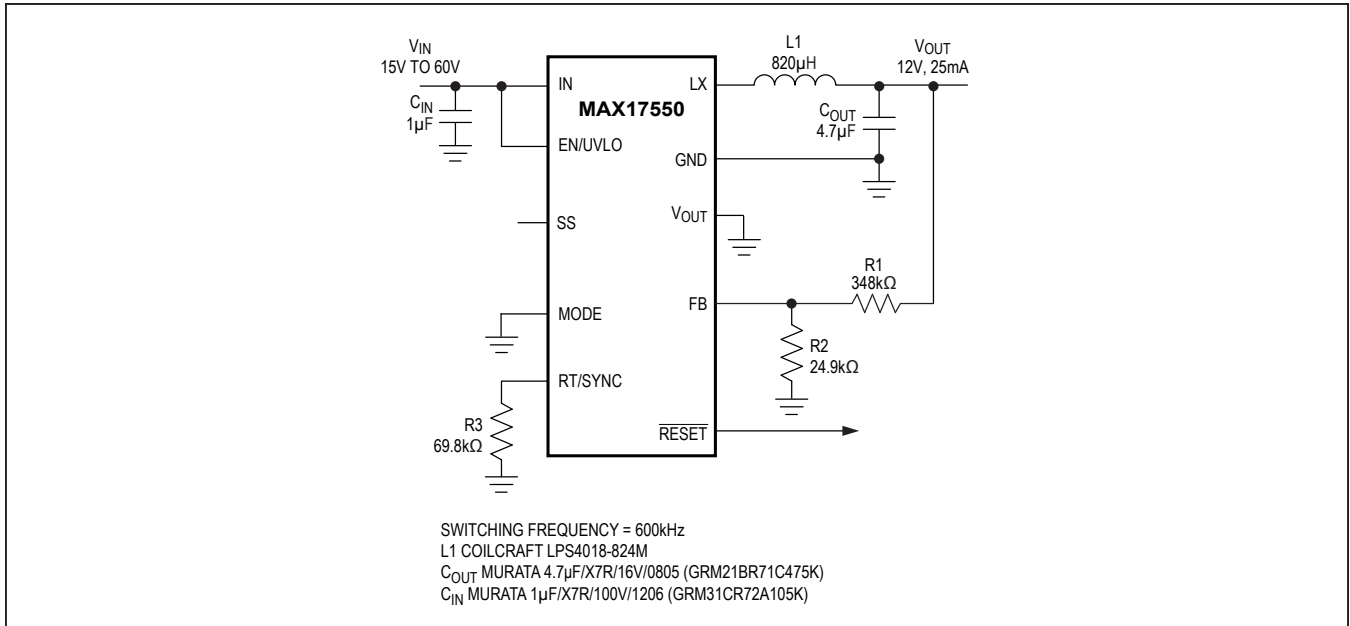 VIN
15V TO 60V
CIN
1µF
IN
EN/UVLO
SS
MODE
RT/SYNC
R3
69.8kΩ
MAX17550
LX
GND
VOUT
FB
RESET
L1
820µH
VOUT
12V, 25mA
COUT
4.7µF
R1
348kΩ
R2
24.9kΩ
SWITCHING FREQUENCY = 600kHz
L1 COILCRAFT LPS4018-824M
COUT MURATA 4.7µF/X7R/16V/0805 (GRM21BR71C475K)
CIN MURATA 1µF/X7R/100V/1206 (GRM31CR72A105K)